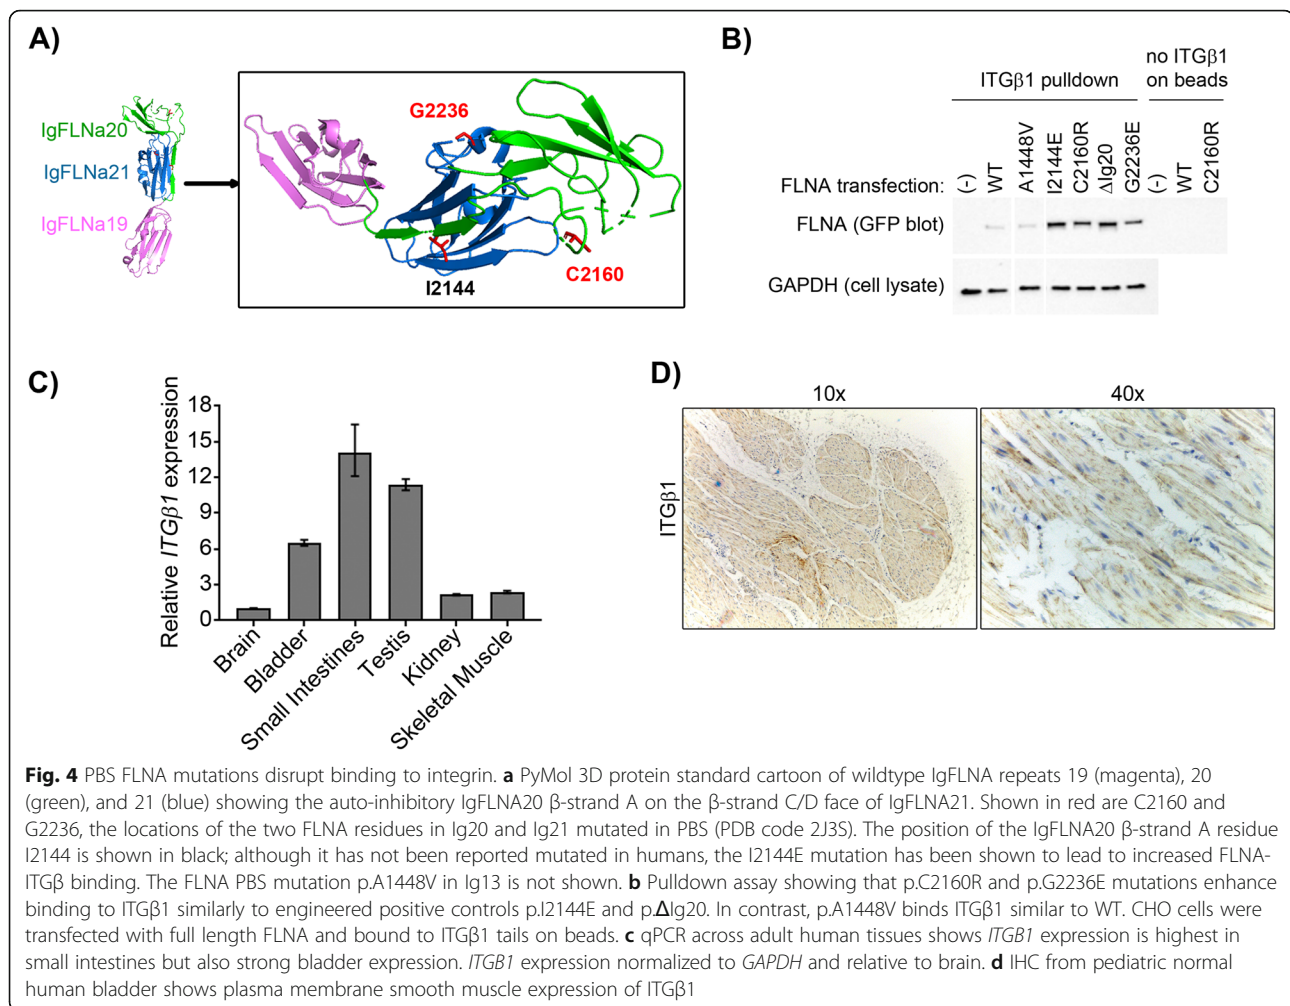 A)
IgFLNa20
IgFLNa21
IgFLNa19
G2236
I2144
C2160
B)
ITGβ1 pulldown
no ITGβ1
on beads
FLNA transfection:
(-)
WT
A1448V
I2144E
C2160R
ΔIg20
G2236E
(-)
WT
C2160R
FLNA (GFP blot)
GAPDH (cell lysate)
C)
Relative ITGβ1 expression
18
15
12
9
6
3
0
Brain
Bladder
Small Intestines
Testis
Kidney
Skeletal Muscle
D)
10x
40x
ITGβ1
Fig. 4 PBS FLNA mutations disrupt binding to integrin. a PyMol 3D protein standard cartoon of wildtype IgFLNA repeats 19 (magenta), 20
(green), and 21 (blue) showing the auto-inhibitory IgFLNA20 β-strand A on the β-strand C/D face of IgFLNA21. Shown in red are C2160 and
G2236, the locations of the two FLNA residues in Ig20 and Ig21 mutated in PBS (PDB code 2J3S). The position of the IgFLNA20 β-strand A residue
I2144 is shown in black; although it has not been reported mutated in humans, the I2144E mutation has been shown to lead to increased FLNA-
ITGβ binding. The FLNA PBS mutation p.A1448V in Ig13 is not shown. b Pulldown assay showing that p.C2160R and p.G2236E mutations enhance
binding to ITGβ1 similarly to engineered positive controls p.I2144E and p.ΔIg20. In contrast, p.A1448V binds ITGβ1 similar to WT. CHO cells were
transfected with full length FLNA and bound to ITGβ1 tails on beads. c qPCR across adult human tissues shows ITGB1 expression is highest in
small intestines but also strong bladder expression. ITGB1 expression normalized to GAPDH and relative to brain. d IHC from pediatric normal
human bladder shows plasma membrane smooth muscle expression of ITGβ1